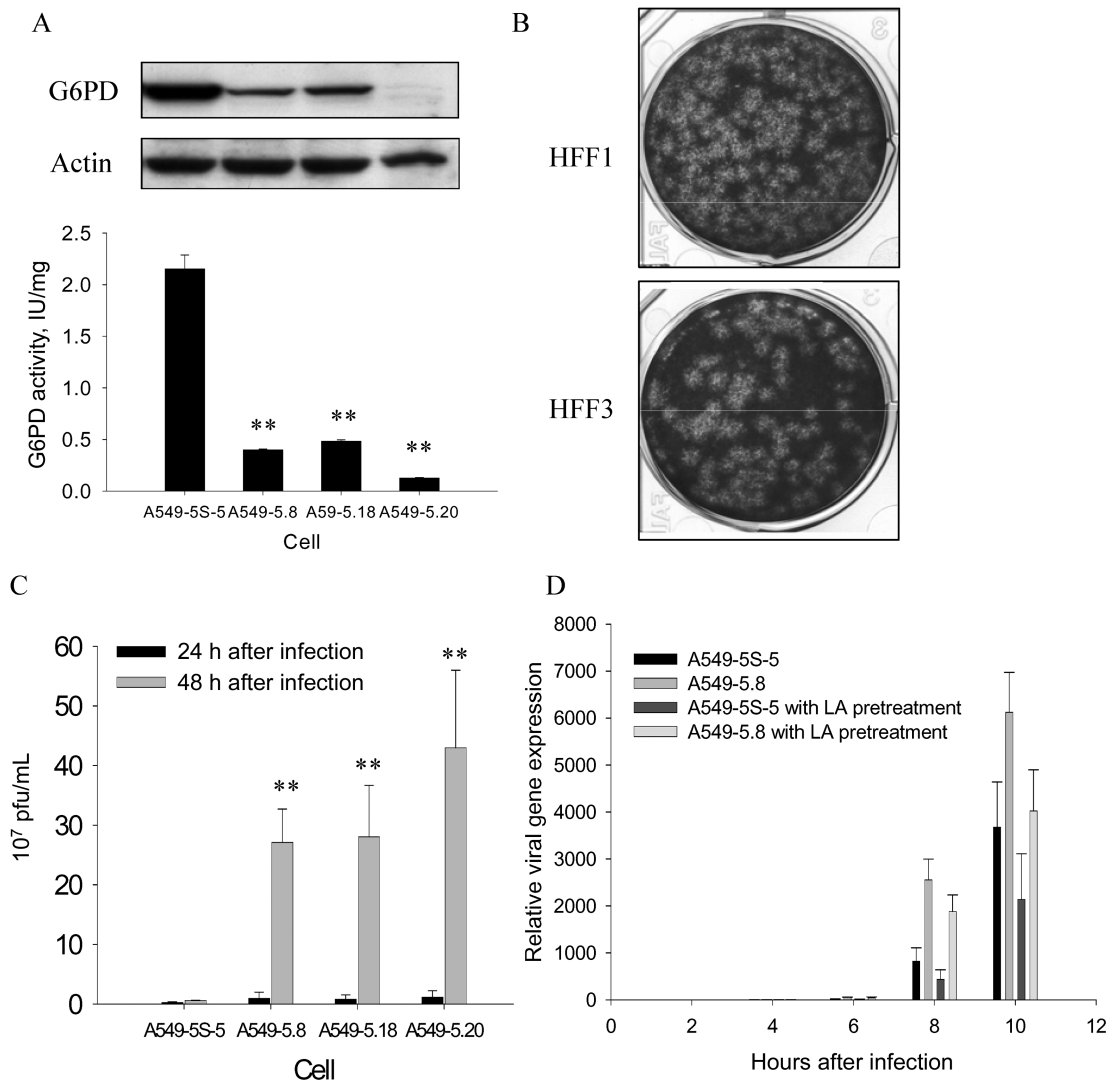 A
G6PD
Actin
2.5
2.0
1.5
1.0
0.5
0.0
G6PD activity, IU/mg
**
**
**
A549-5S-5 A549-5.8 A59-5.18 A549-5.20
Cell
B
HFF1
HFF3
C
60
50
40
30
20
10
0
10⁷ pfu/mL
24 h after infection
48 h after infection
**
**
**
A549-5S-5 A549-5.8 A549-5.18 A549-5.20
Cell
D
8000
7000
6000
5000
4000
3000
2000
1000
0
Relative viral gene expression
A549-5S-5
A549-5.8
A549-5S-5 with LA pretreatment
A549-5.8 with LA pretreatment
0 2 4 6 8 10 12
Hours after infection